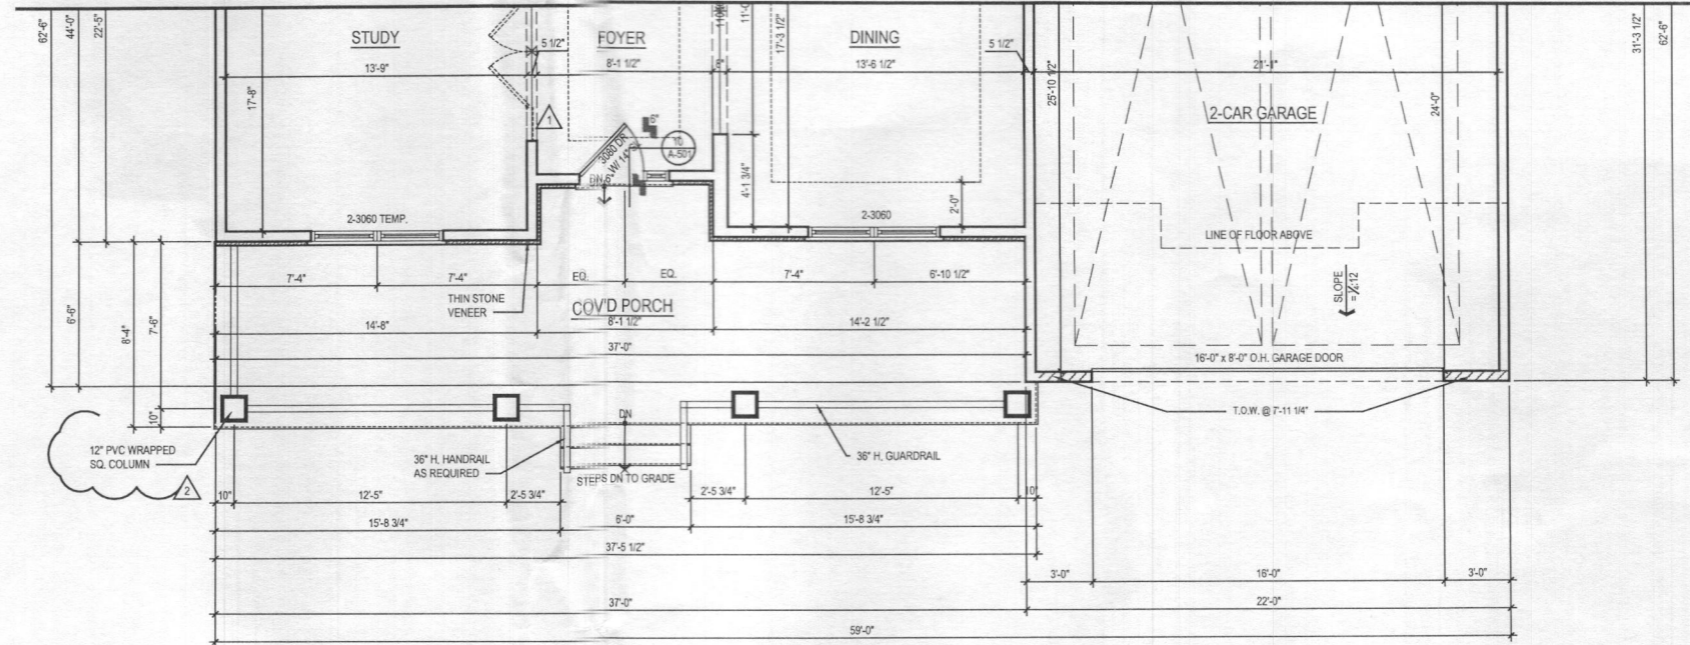 62'-6"
44'-0"
22'-5"
STUDY
13'-9"
17'-8"
5 1/2"
FOYER
8'-1 1/2"
17'-3 1/2"
DINING
13'-6 1/2"
5 1/2"
25'-10 1/2"
21'-1"
2-CAR GARAGE
24'-0"
31'-3 1/2"
62'-6"
1
6"
10
A-501
3080 DR
W/ 14" S
DN 6"
4'-1 3/4"
2'-0"
2-3060 TEMP.
2-3060
LINE OF FLOOR ABOVE
SLOPE
7'-4"
7'-4"
EQ.
EQ.
7'-4"
6'-10 1/2"
THIN STONE
VENEER
COV'D PORCH
6'-6"
8'-4"
7'-6"
14'-8"
8'-1 1/2"
14'-2 1/2"
37'-0"
16'-0" x 8'-0" O.H. GARAGE DOOR
T.O.W. @ 7'-11 1/4"
10"
DN
12" PVC WRAPPED
SQ. COLUMN
2
36" H. HANDRAIL
AS REQUIRED
STEPS DN TO GRADE
36" H. GUARDRAIL
10"
12'-5"
2'-5 3/4"
2'-5 3/4"
12'-5"
10"
15'-8 3/4"
6'-0"
15'-8 3/4"
37'-5 1/2"
3'-0"
16'-0"
3'-0"
37'-0"
22'-0"
59'-0"